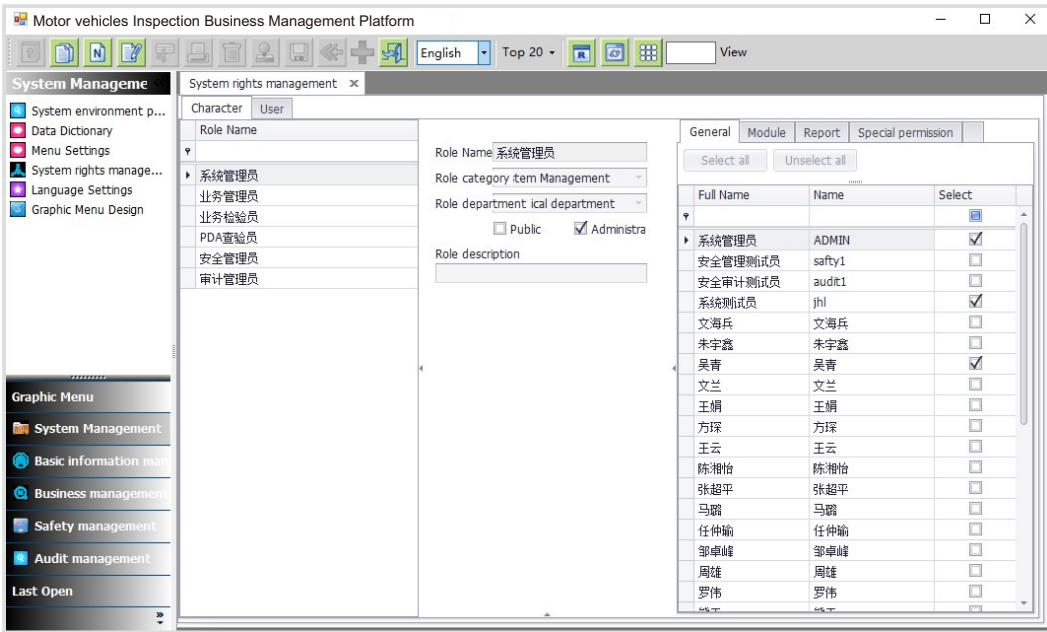 Motor vehicles Inspection Business Management Platform
English Top 20 View
System Manageme
System environment p...
Data Dictionary
Menu Settings
System rights manage...
Language Settings
Graphic Menu Design
Graphic Menu
System Management
Basic information man
Business management
Safety management
Audit management
Last Open
System rights management
Character User
Role Name
系统管理员
业务管理员
业务检验员
PDA查验员
安全管理员
审计管理员
Role Name 系统管理员
Role category tem Management
Role department ical department
Public Administra
Role description
General Module Report Special permission
Select all Unselect all
Full Name Name Select
系统管理员 ADMIN
安全管理测试员 safty1
安全审计测试员 audit1
系统测试员 jhl
文海兵 文海兵
朱宇鑫 朱宇鑫
吴青 吴青
文兰 文兰
王娟 王娟
方琛 方琛
王云 王云
陈湘怡 陈湘怡
张超平 张超平
马璐 马璐
任仲瑜 任仲瑜
邹卓峰 邹卓峰
周雄 周雄
罗伟 罗伟